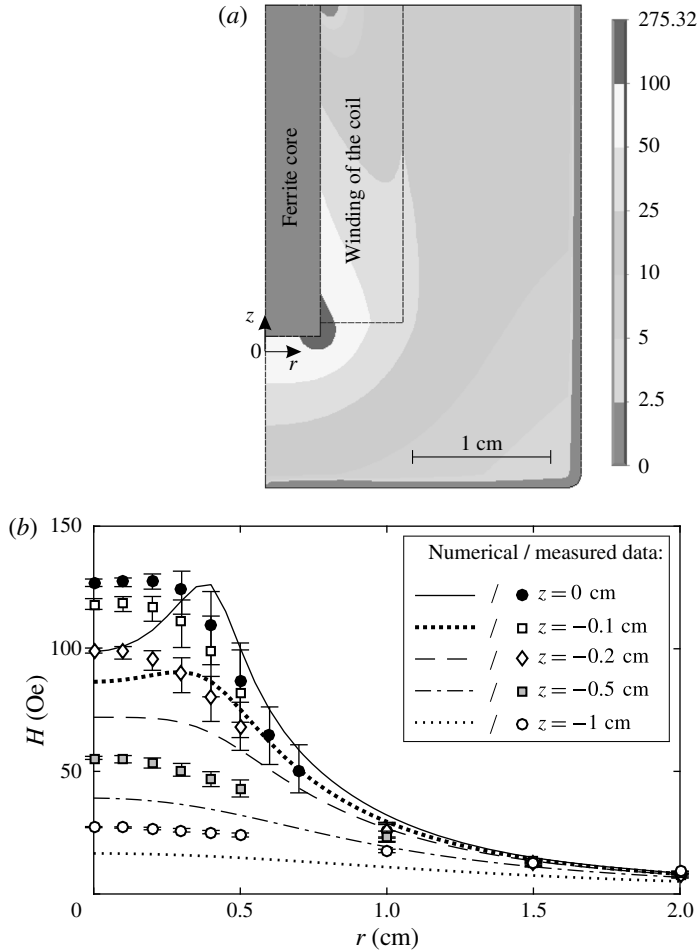 (a)
275.32
100
50
25
10
5
2.5
0
Ferrite core
Winding of the coil
z
0
r
1 cm
(b)
150
100
50
0
H (Oe)
0.5
1.0
1.5
2.0
r (cm)
Numerical / measured data:
/ z = 0 cm
/ z = −0.1 cm
/ z = −0.2 cm
/ z = −0.5 cm
/ z = −1 cm